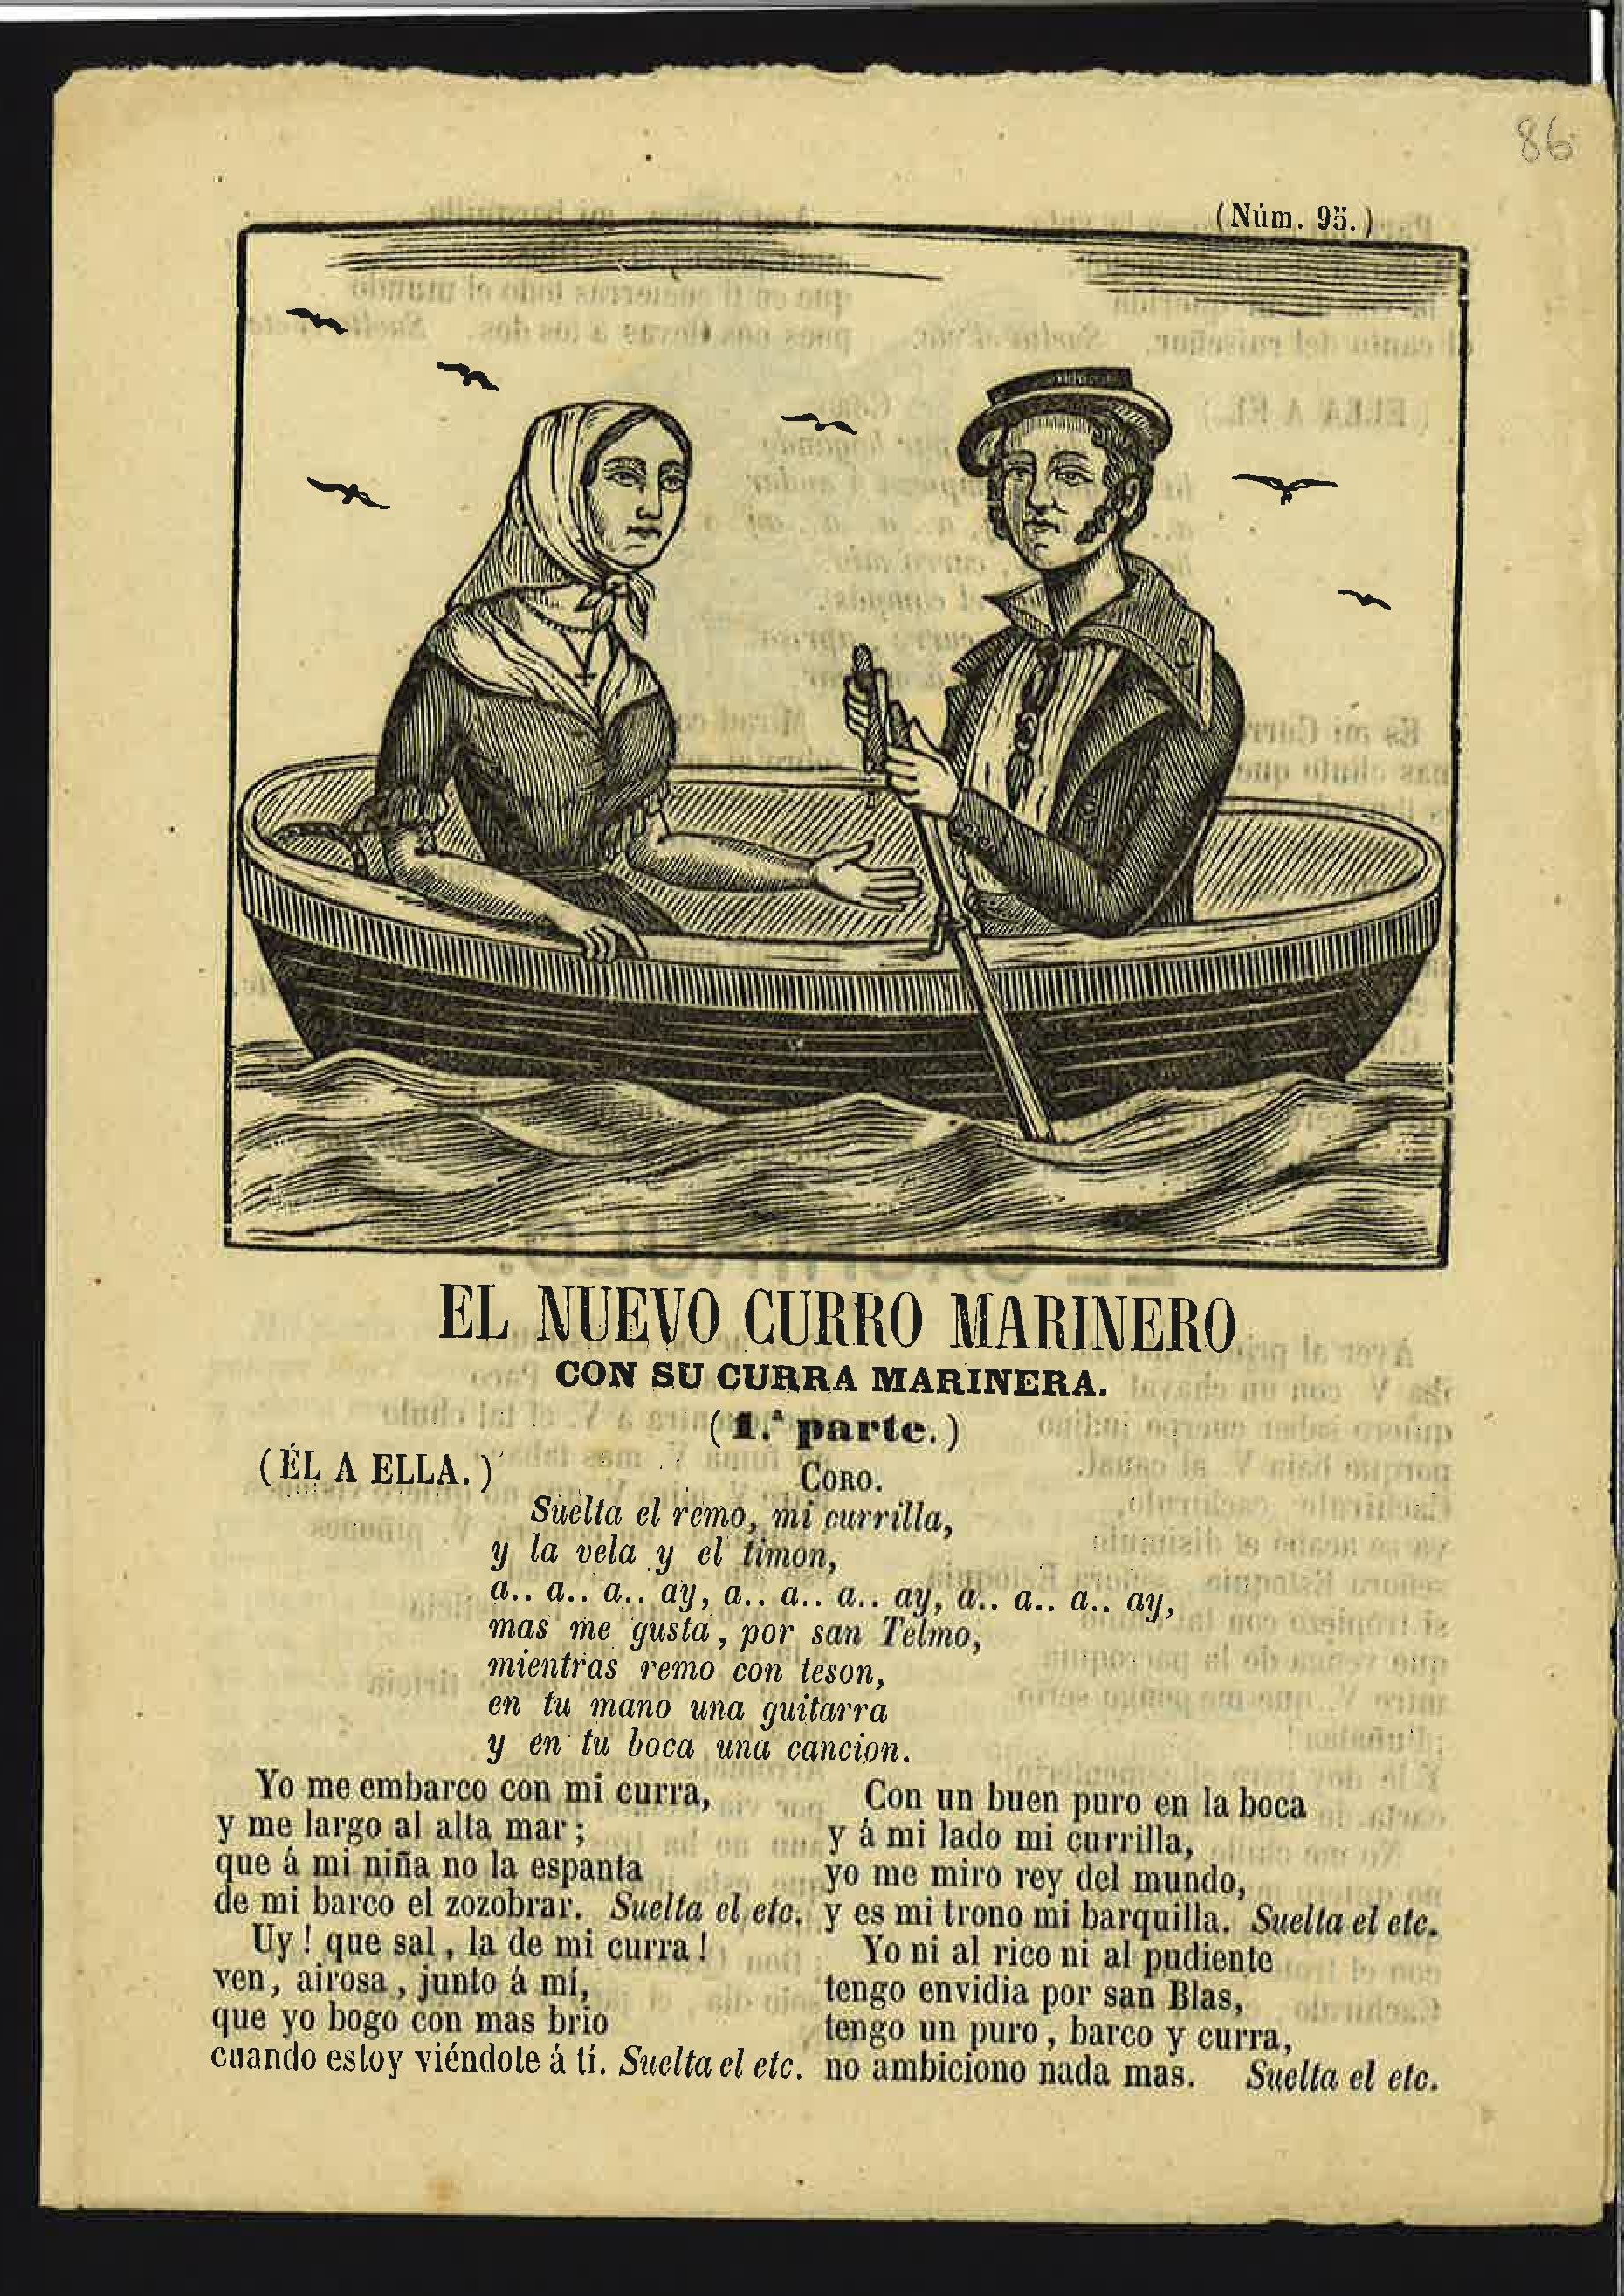 86
(Núm. 95.)
EL NUEVO CURRO MARINERO
CON SU CURRA MARINERA.
(1.ª parte.)
(ÉL A ELLA.)
CORO.
Suelta el remo, mi currilla,
y la vela y el timon,
a.. a.. a.. ay, a.. a.. a.. ay, a.. a.. a.. ay,
mas me gusta, por san Telmo,
mientras remo con teson,
en tu mano una guitarra
y en tu boca una cancion.
Yo me embarco con mi curra,
y me largo al alta mar;
que á mi niña no la espanta
de mi barco el zozobrar. Suelta el etc.
Uy! que sal, la de mi curra!
ven, airosa, junto á mí,
que yo bogo con mas brio
cuando estoy viéndote á tí. Suelta el etc.
Con un buen puro en la boca
y á mi lado mi currilla,
yo me miro rey del mundo,
y es mi trono mi barquilla. Suelta el etc.
Yo ni al rico ni al pudiente
tengo envidia por san Blas,
tengo un puro, barco y curra,
no ambiciono nada mas. Suelta el etc.